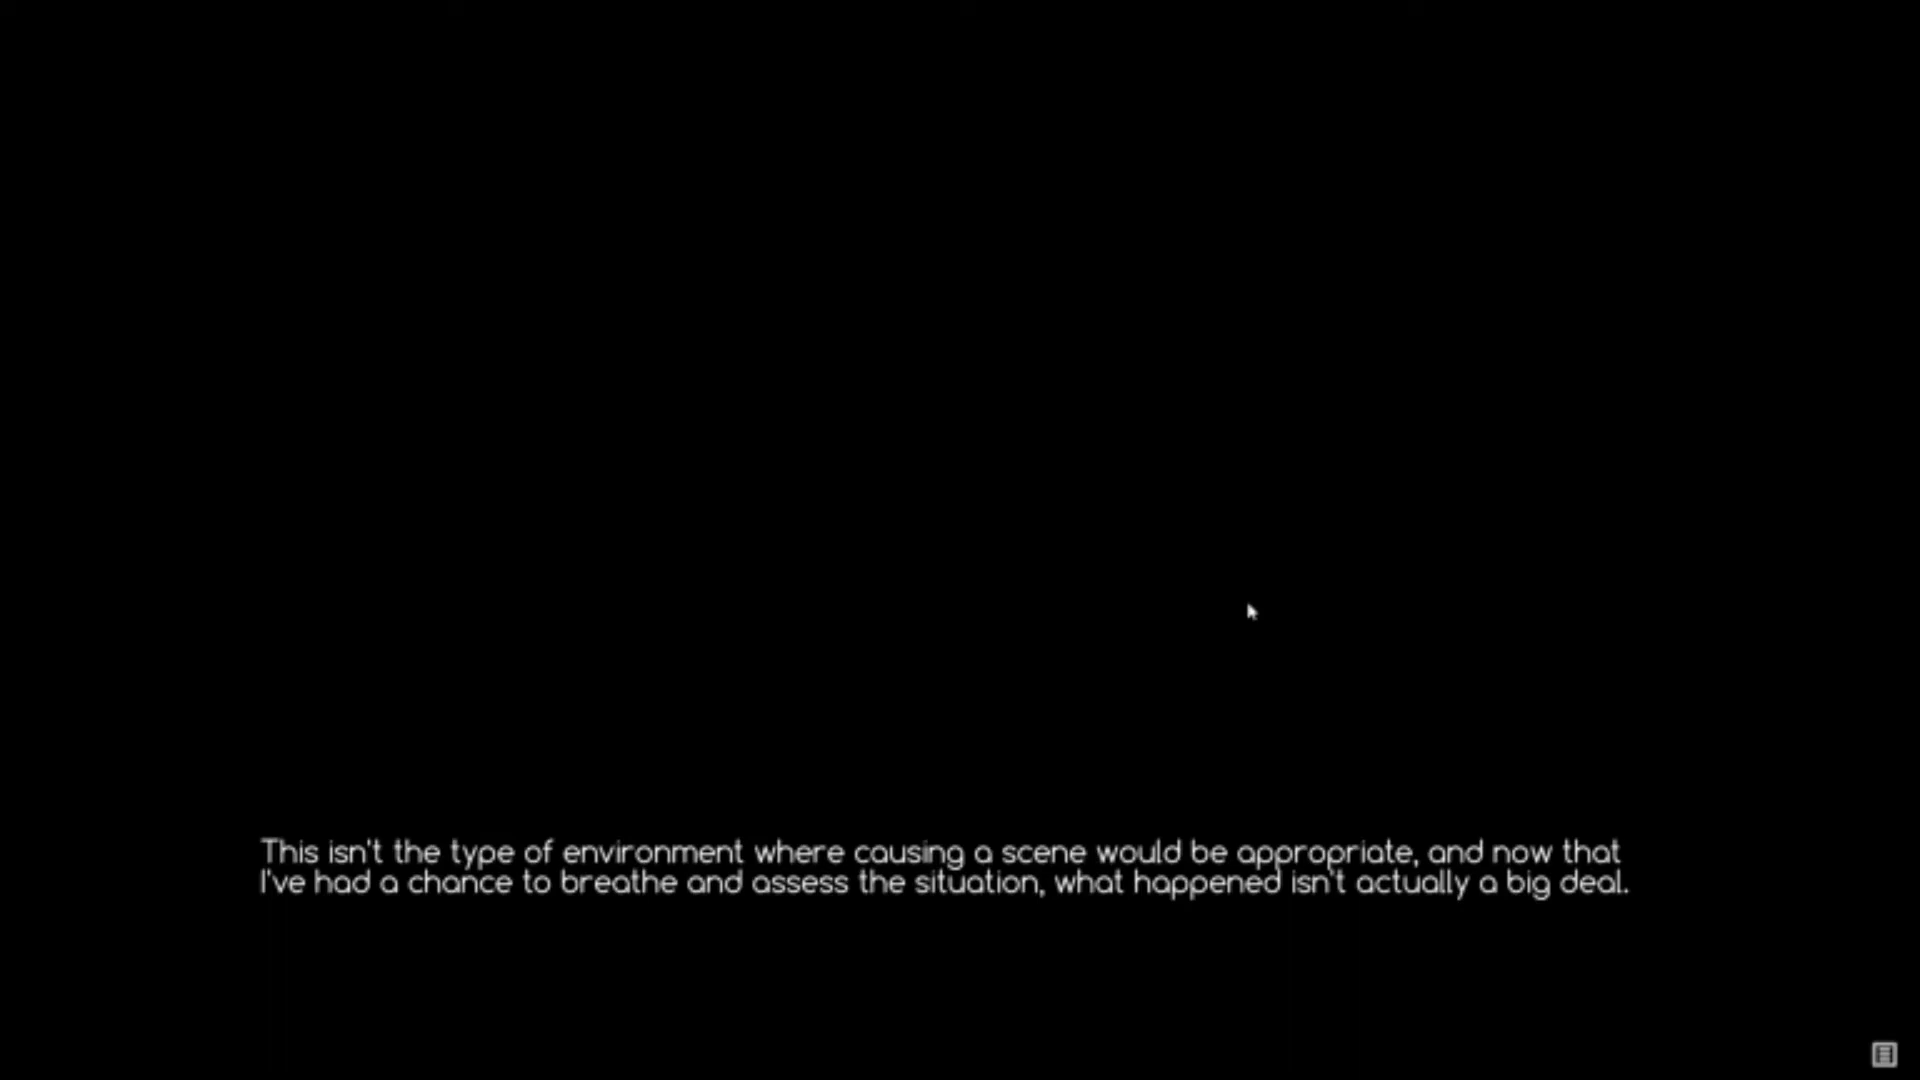 This isn't the type of environment where causing a scene would be appropriate, and now that
I've had a chance to breathe and assess the situation, what happened isn't actually a big deal.